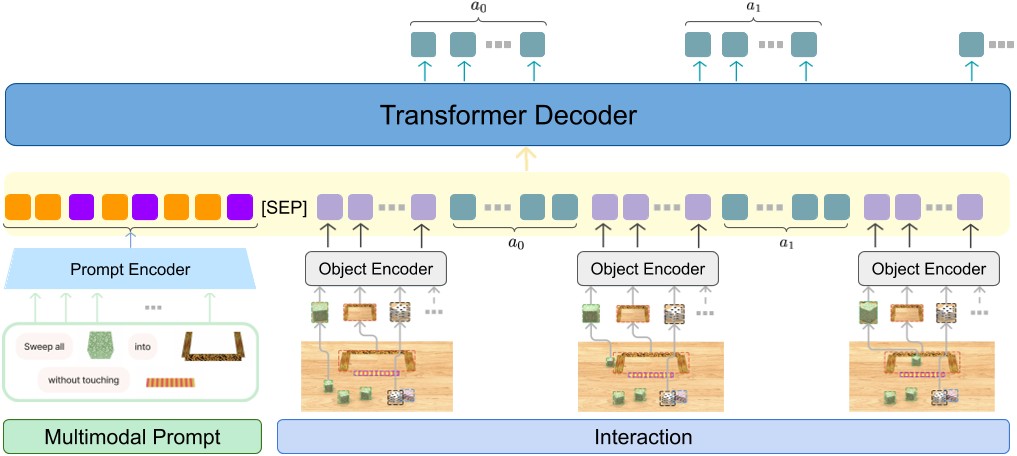 a₀
a₁
Transformer Decoder
[SEP]
a₀
a₁
Prompt Encoder
Object Encoder
Object Encoder
Object Encoder
Sweep all
into
without touching
Multimodal Prompt
Interaction